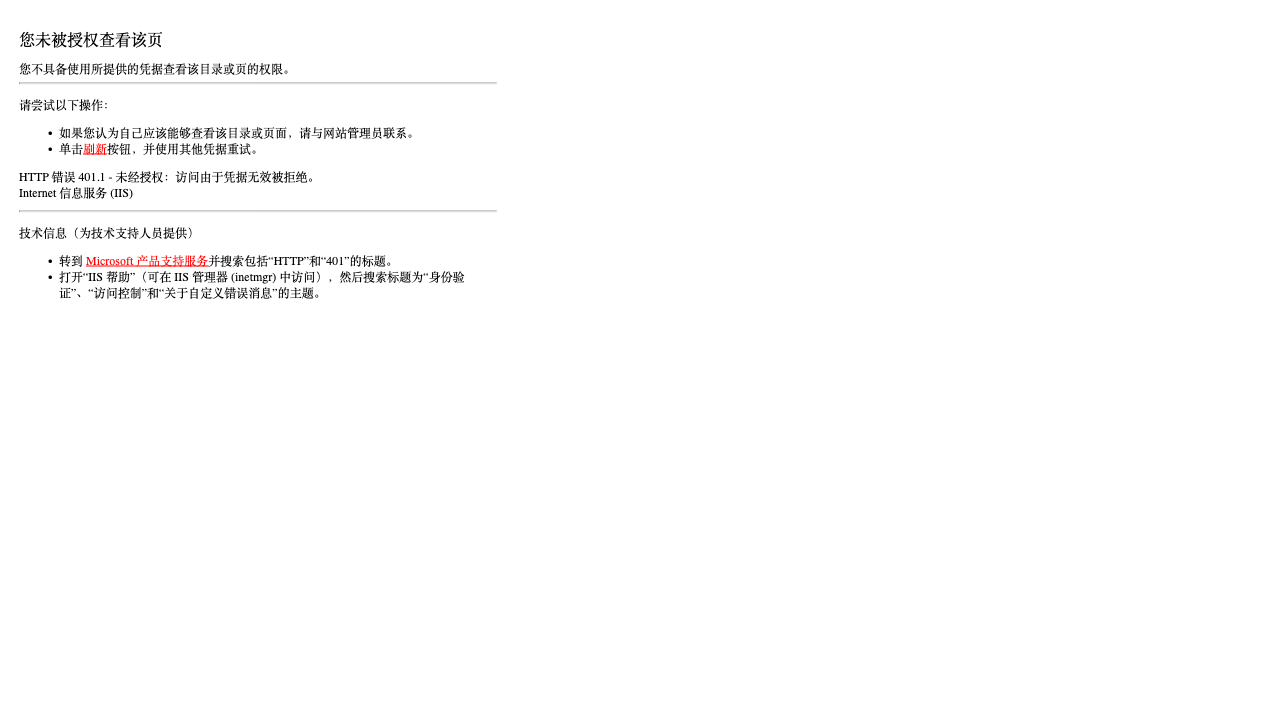 您未被授权查看该页
您不具备使用所提供的凭据查看该目录或页的权限。
请尝试以下操作：
• 如果您认为自己应该能够查看该目录或页面，请与网站管理员联系。
• 单击刷新按钮，并使用其他凭据重试。
HTTP 错误 401.1 - 未经授权：访问由于凭据无效被拒绝。
Internet 信息服务 (IIS)
技术信息（为技术支持人员提供）
• 转到 Microsoft 产品支持服务并搜索包括“HTTP”和“401”的标题。
• 打开“IIS 帮助”（可在 IIS 管理器 (inetmgr) 中访问），然后搜索标题为“身份验
证”、“访问控制”和“关于自定义错误消息”的主题。